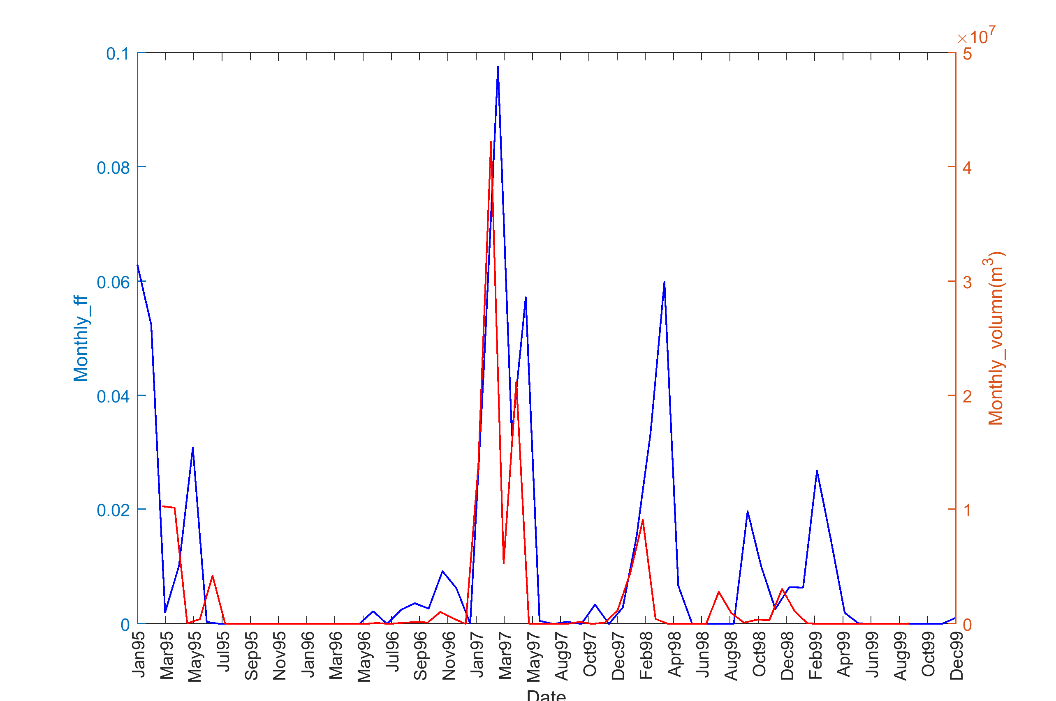 ×10⁷
0.1
0.08
0.06
0.04
0.02
0
Monthly_ff
5
4
3
2
1
0
Monthly_volumn(m³)
Jan95
Mar95
May95
Jul95
Sep95
Nov95
Jan96
Mar96
May96
Jul96
Sep96
Nov96
Jan97
Mar97
May97
Aug97
Oct97
Dec97
Feb98
Apr98
Jun98
Aug98
Oct98
Dec98
Feb99
Apr99
Jun99
Aug99
Oct99
Dec99
Date